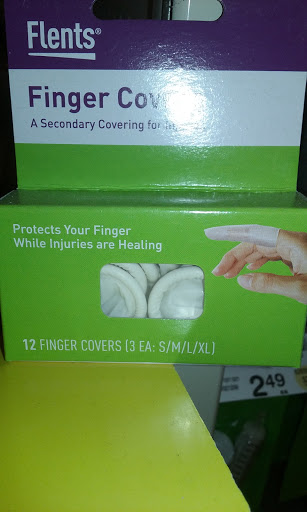 Flents®
Finger Cov
A Secondary Covering for
Protects Your Finger
While Injuries are Healing
12 FINGER COVERS (3 EA: S/M/L/XL)
2.49